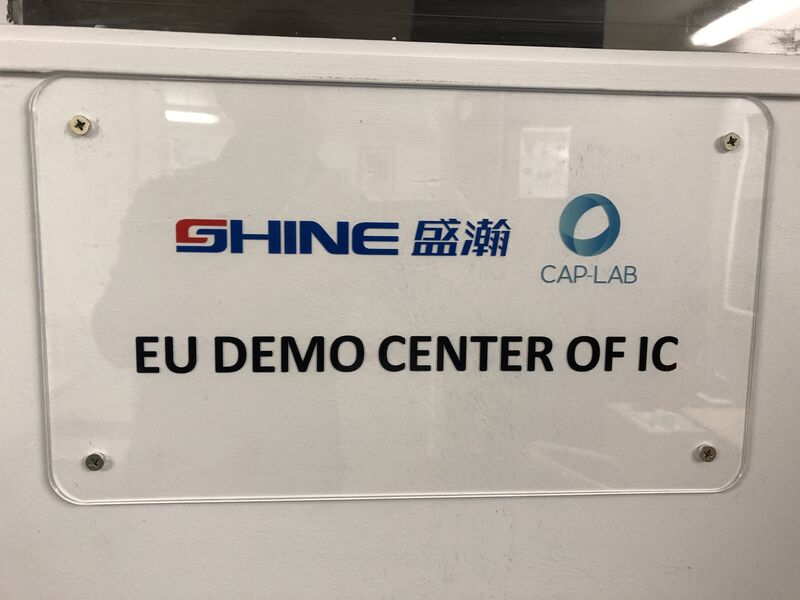 SHINE 盛瀚
CAP-LAB
EU DEMO CENTER OF IC